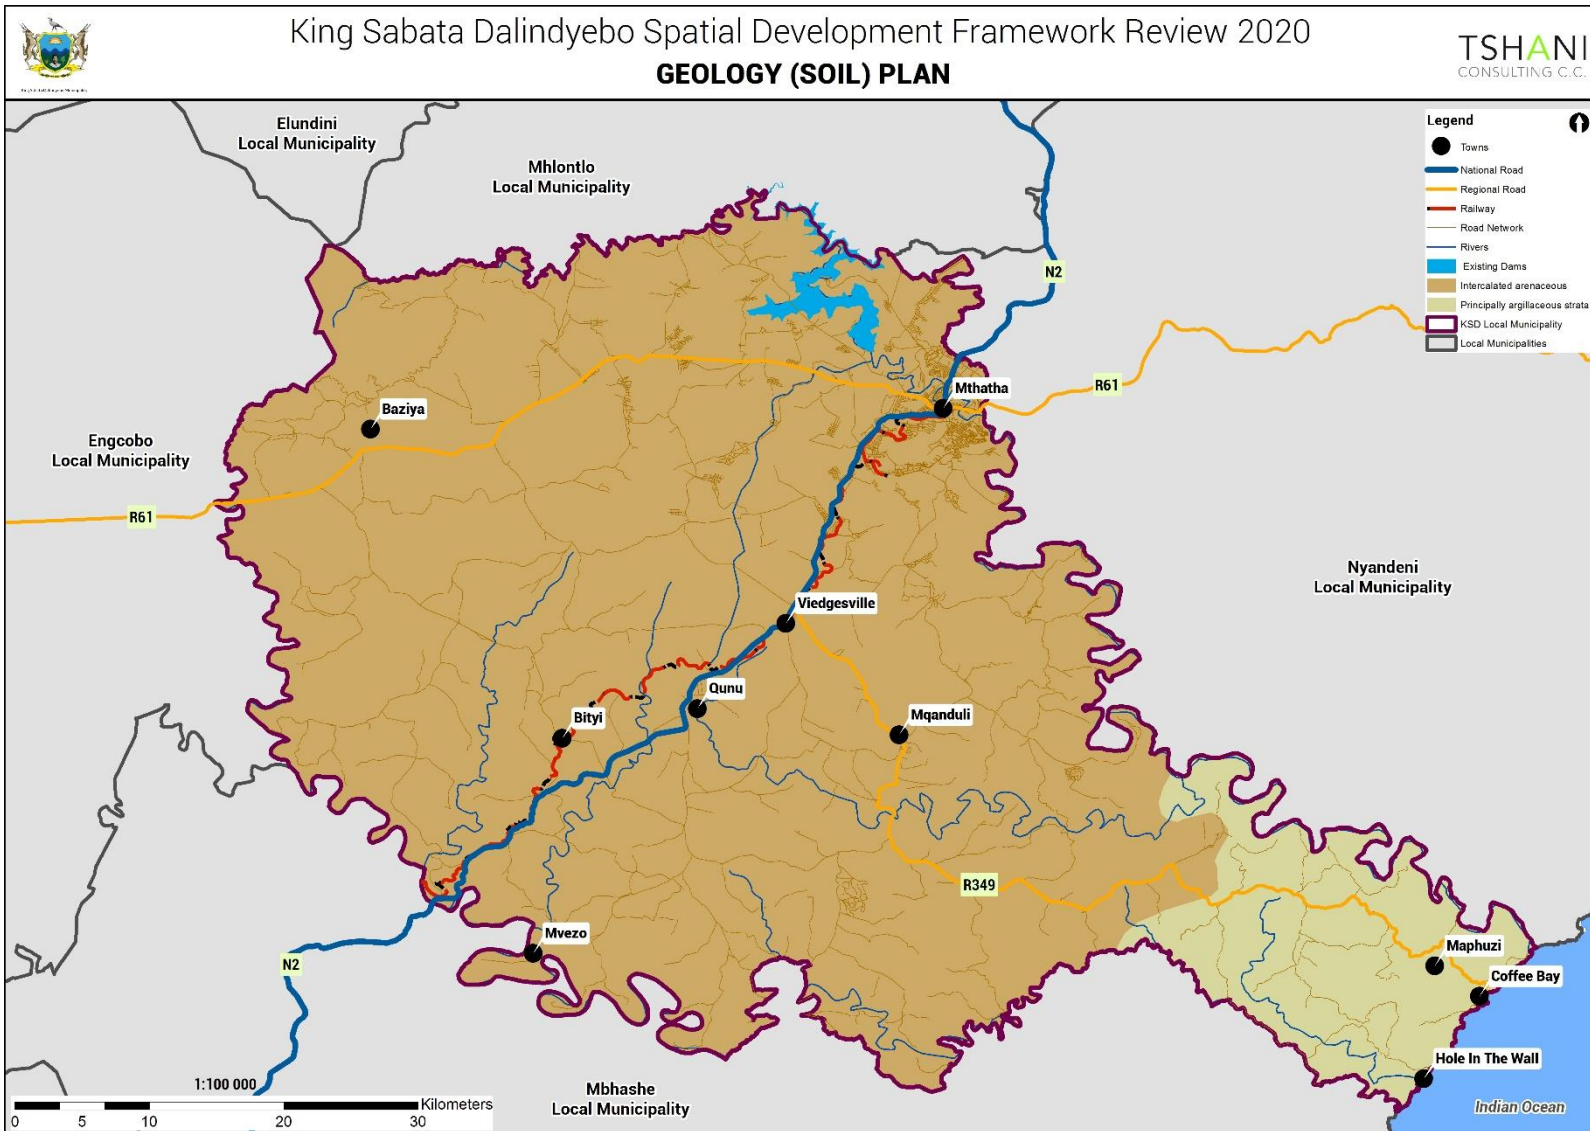 King Sabata Dalindyebo Spatial Development Framework Review 2020
GEOLOGY (SOIL) PLAN
TSHANI
CONSULTING C.C.
Legend
Towns
National Road
Regional Road
Railway
Road Network
Rivers
Existing Dams
Intercalated arenaceous
Principally argillaceous strata
KSD Local Municipality
Local Municipalities
Elundini
Local Municipality
Mhlontlo
Local Municipality
N2
Mthatha
R61
Baziya
Engcobo
Local Municipality
R61
Nyandeni
Local Municipality
Viedgesville
Qunu
Bityi
Mqanduli
R349
Mvezo
N2
Maphuzi
Coffee Bay
Hole In The Wall
Indian Ocean
Mbhashe
Local Municipality
1:100 000
Kilometers
0 5 10 20 30